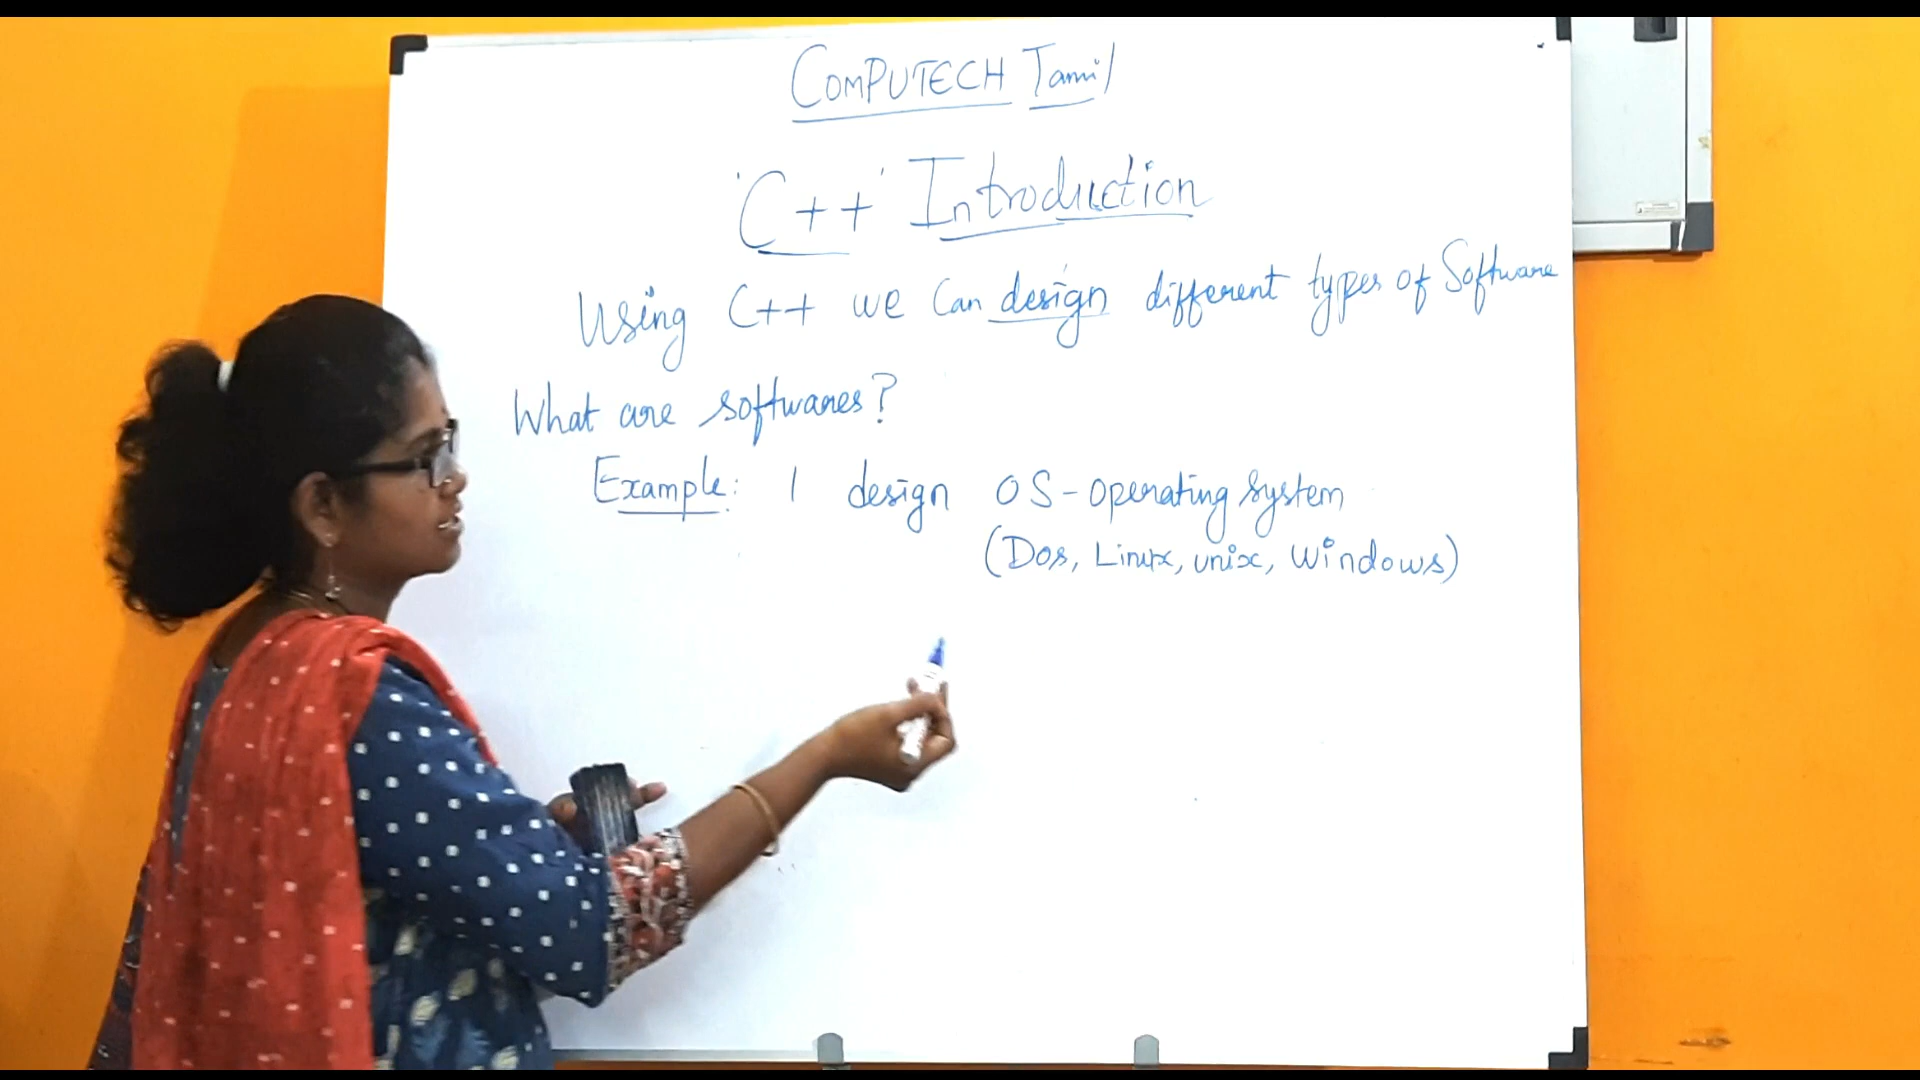 COMPUTECH Tamil
'C++' Introduction
Using C++ we Can design different types of Software
What are softwares?
Example: 1 design OS - Operating System
(Dos, Linux, unix, Windows)